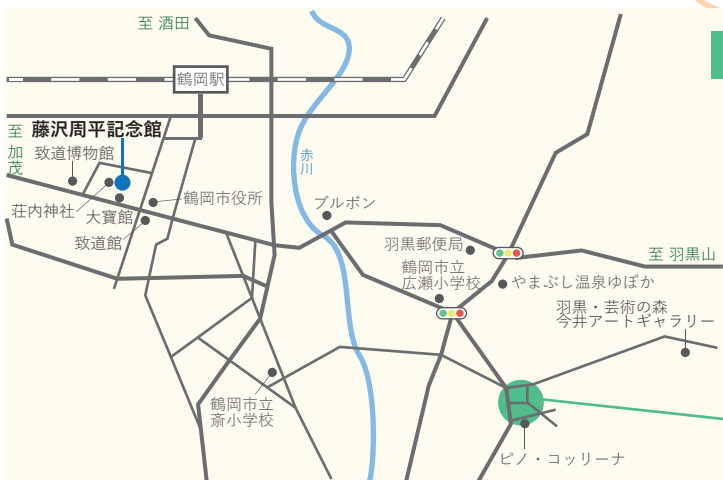 至 酒田
鶴岡駅
藤沢周平記念館
至
加
茂
致道博物館
荘内神社
大寶館
致道館
鶴岡市役所
赤
川
ブルボン
羽黒郵便局
鶴岡市立
広瀬小学校
至 羽黒山
やまぶし温泉ゆぽか
羽黒・芸術の森
今井アートギャラリー
鶴岡市立
斎小学校
ピノ・コッリーナ